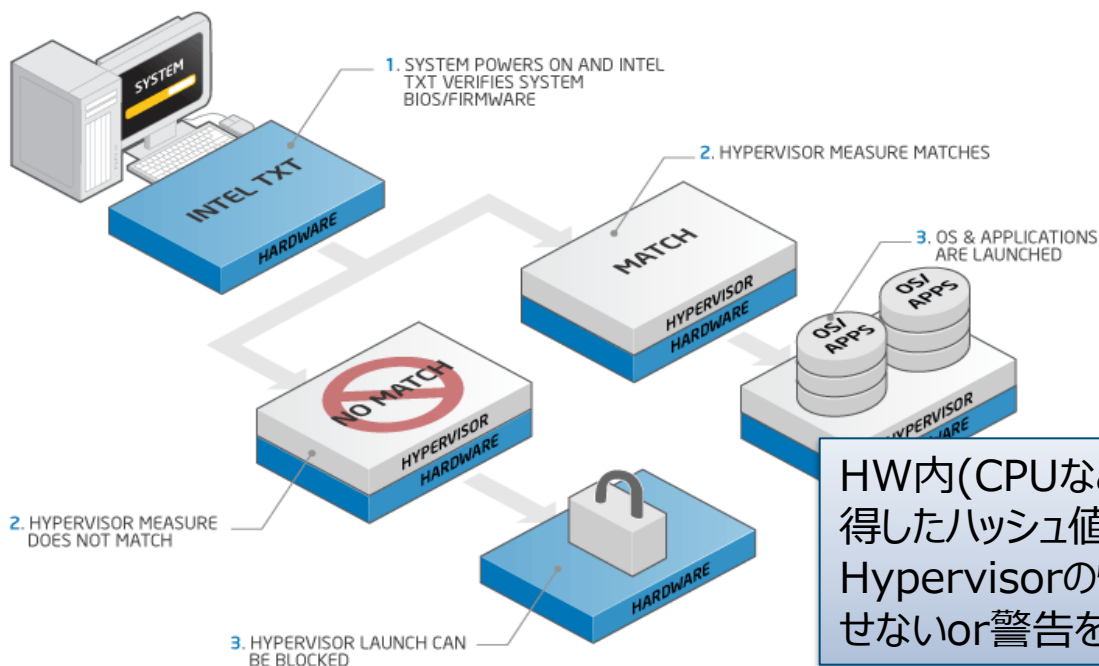 SYSTEM
1. SYSTEM POWERS ON AND INTEL
TXT VERIFIES SYSTEM
BIOS/FIRMWARE
INTEL TXT
HARDWARE
2. HYPERVISOR MEASURE MATCHES
MATCH
HYPERVISOR
HARDWARE
3. OS & APPLICATIONS
ARE LAUNCHED
OS/
APPS
OS/
APPS
HYPERVISOR
NO MATCH
HYPERVISOR
HARDWARE
2. HYPERVISOR MEASURE
DOES NOT MATCH
HARDWARE
3. HYPERVISOR LAUNCH CAN
BE BLOCKED
HW内(CPUな
得したハッシュ値
Hypervisorの
せないor警告を